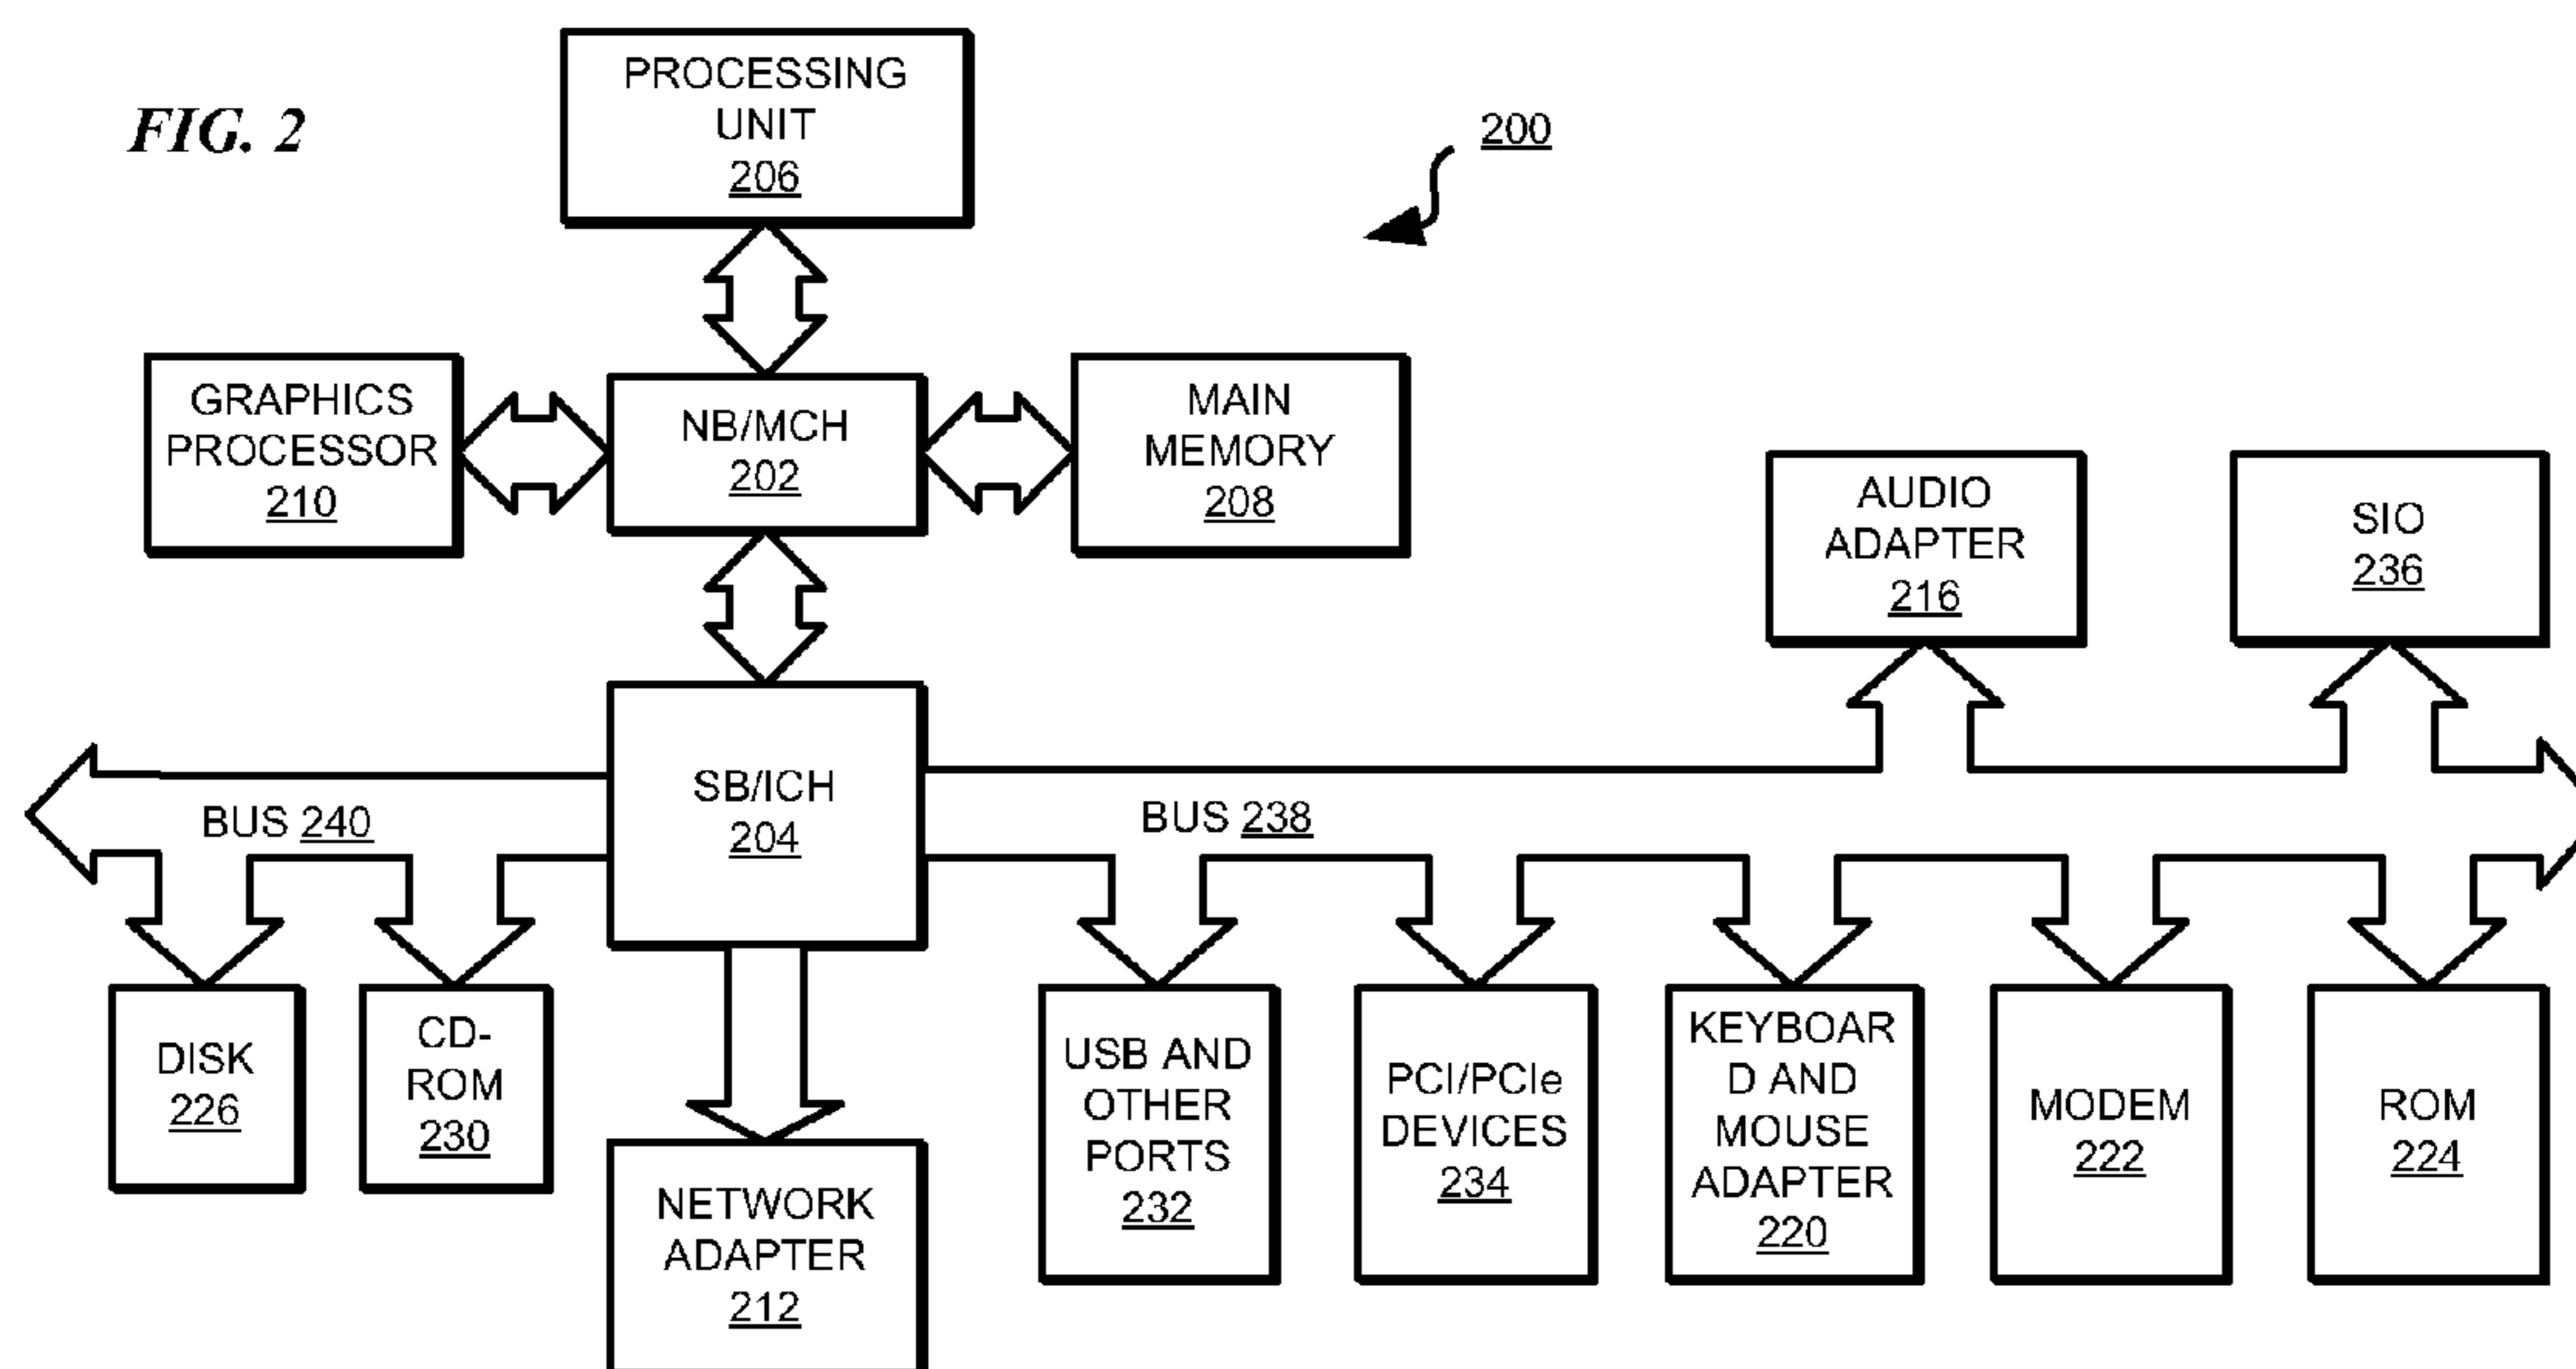 FIG. 2
PROCESSING
UNIT
206
200
GRAPHICS
PROCESSOR
210
NB/MCH
202
MAIN
MEMORY
208
AUDIO
ADAPTER
216
SIO
236
SB/ICH
204
BUS 240
BUS 238
DISK
226
CD-
ROM
230
NETWORK
ADAPTER
212
USB AND
OTHER
PORTS
232
PCI/PCIe
DEVICES
234
KEYBOAR
D AND
MOUSE
ADAPTER
220
MODEM
222
ROM
224